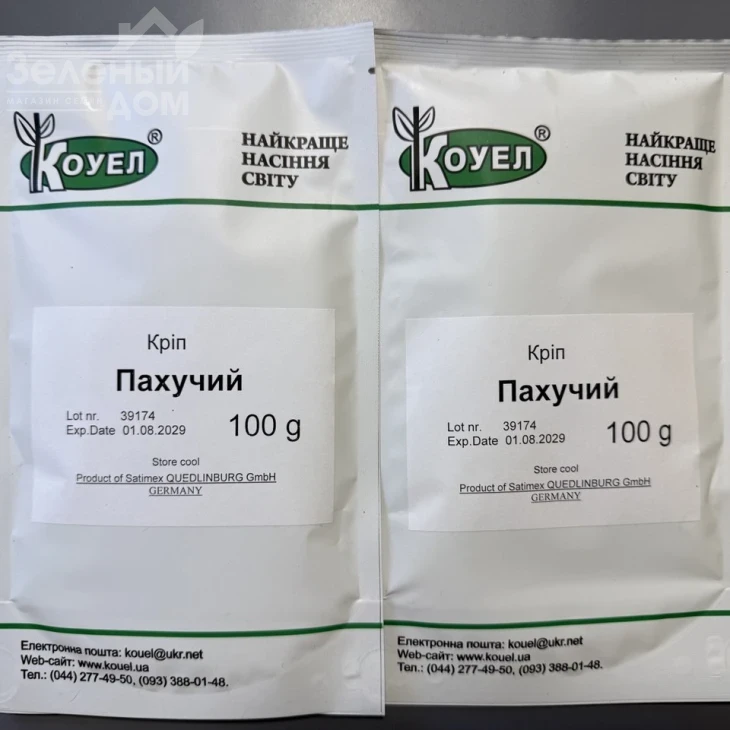 Зелёный
ДОМ
МАГАЗИН СЕМЯН
КОУЕЛ®
НАЙКРАЩЕ
НАСІННЯ
СВІТУ
Кріп
Пахучий
Lot nr. 39174
Exp.Date 01.08.2029
100 g
Store cool
Product of Satimex QUEDLINBURG GmbH
GERMANY
Електронна пошта: kouel@ukr.net
Web-сайт: www.kouel.ua
Тел.: (044) 277-49-50, (093) 388-01-48.
КОУЕЛ®
НАЙКРАЩЕ
НАСІННЯ
СВІТУ
Кріп
Пахучий
Lot nr. 39174
Exp.Date 01.08.2029
100 g
Store cool
Product of Satimex QUEDLINBURG GmbH
GERMANY
Електронна пошта: kouel@ukr.net
Web-сайт: www.kouel.ua
Тел.: (044) 277-49-50, (093) 388-01-48.